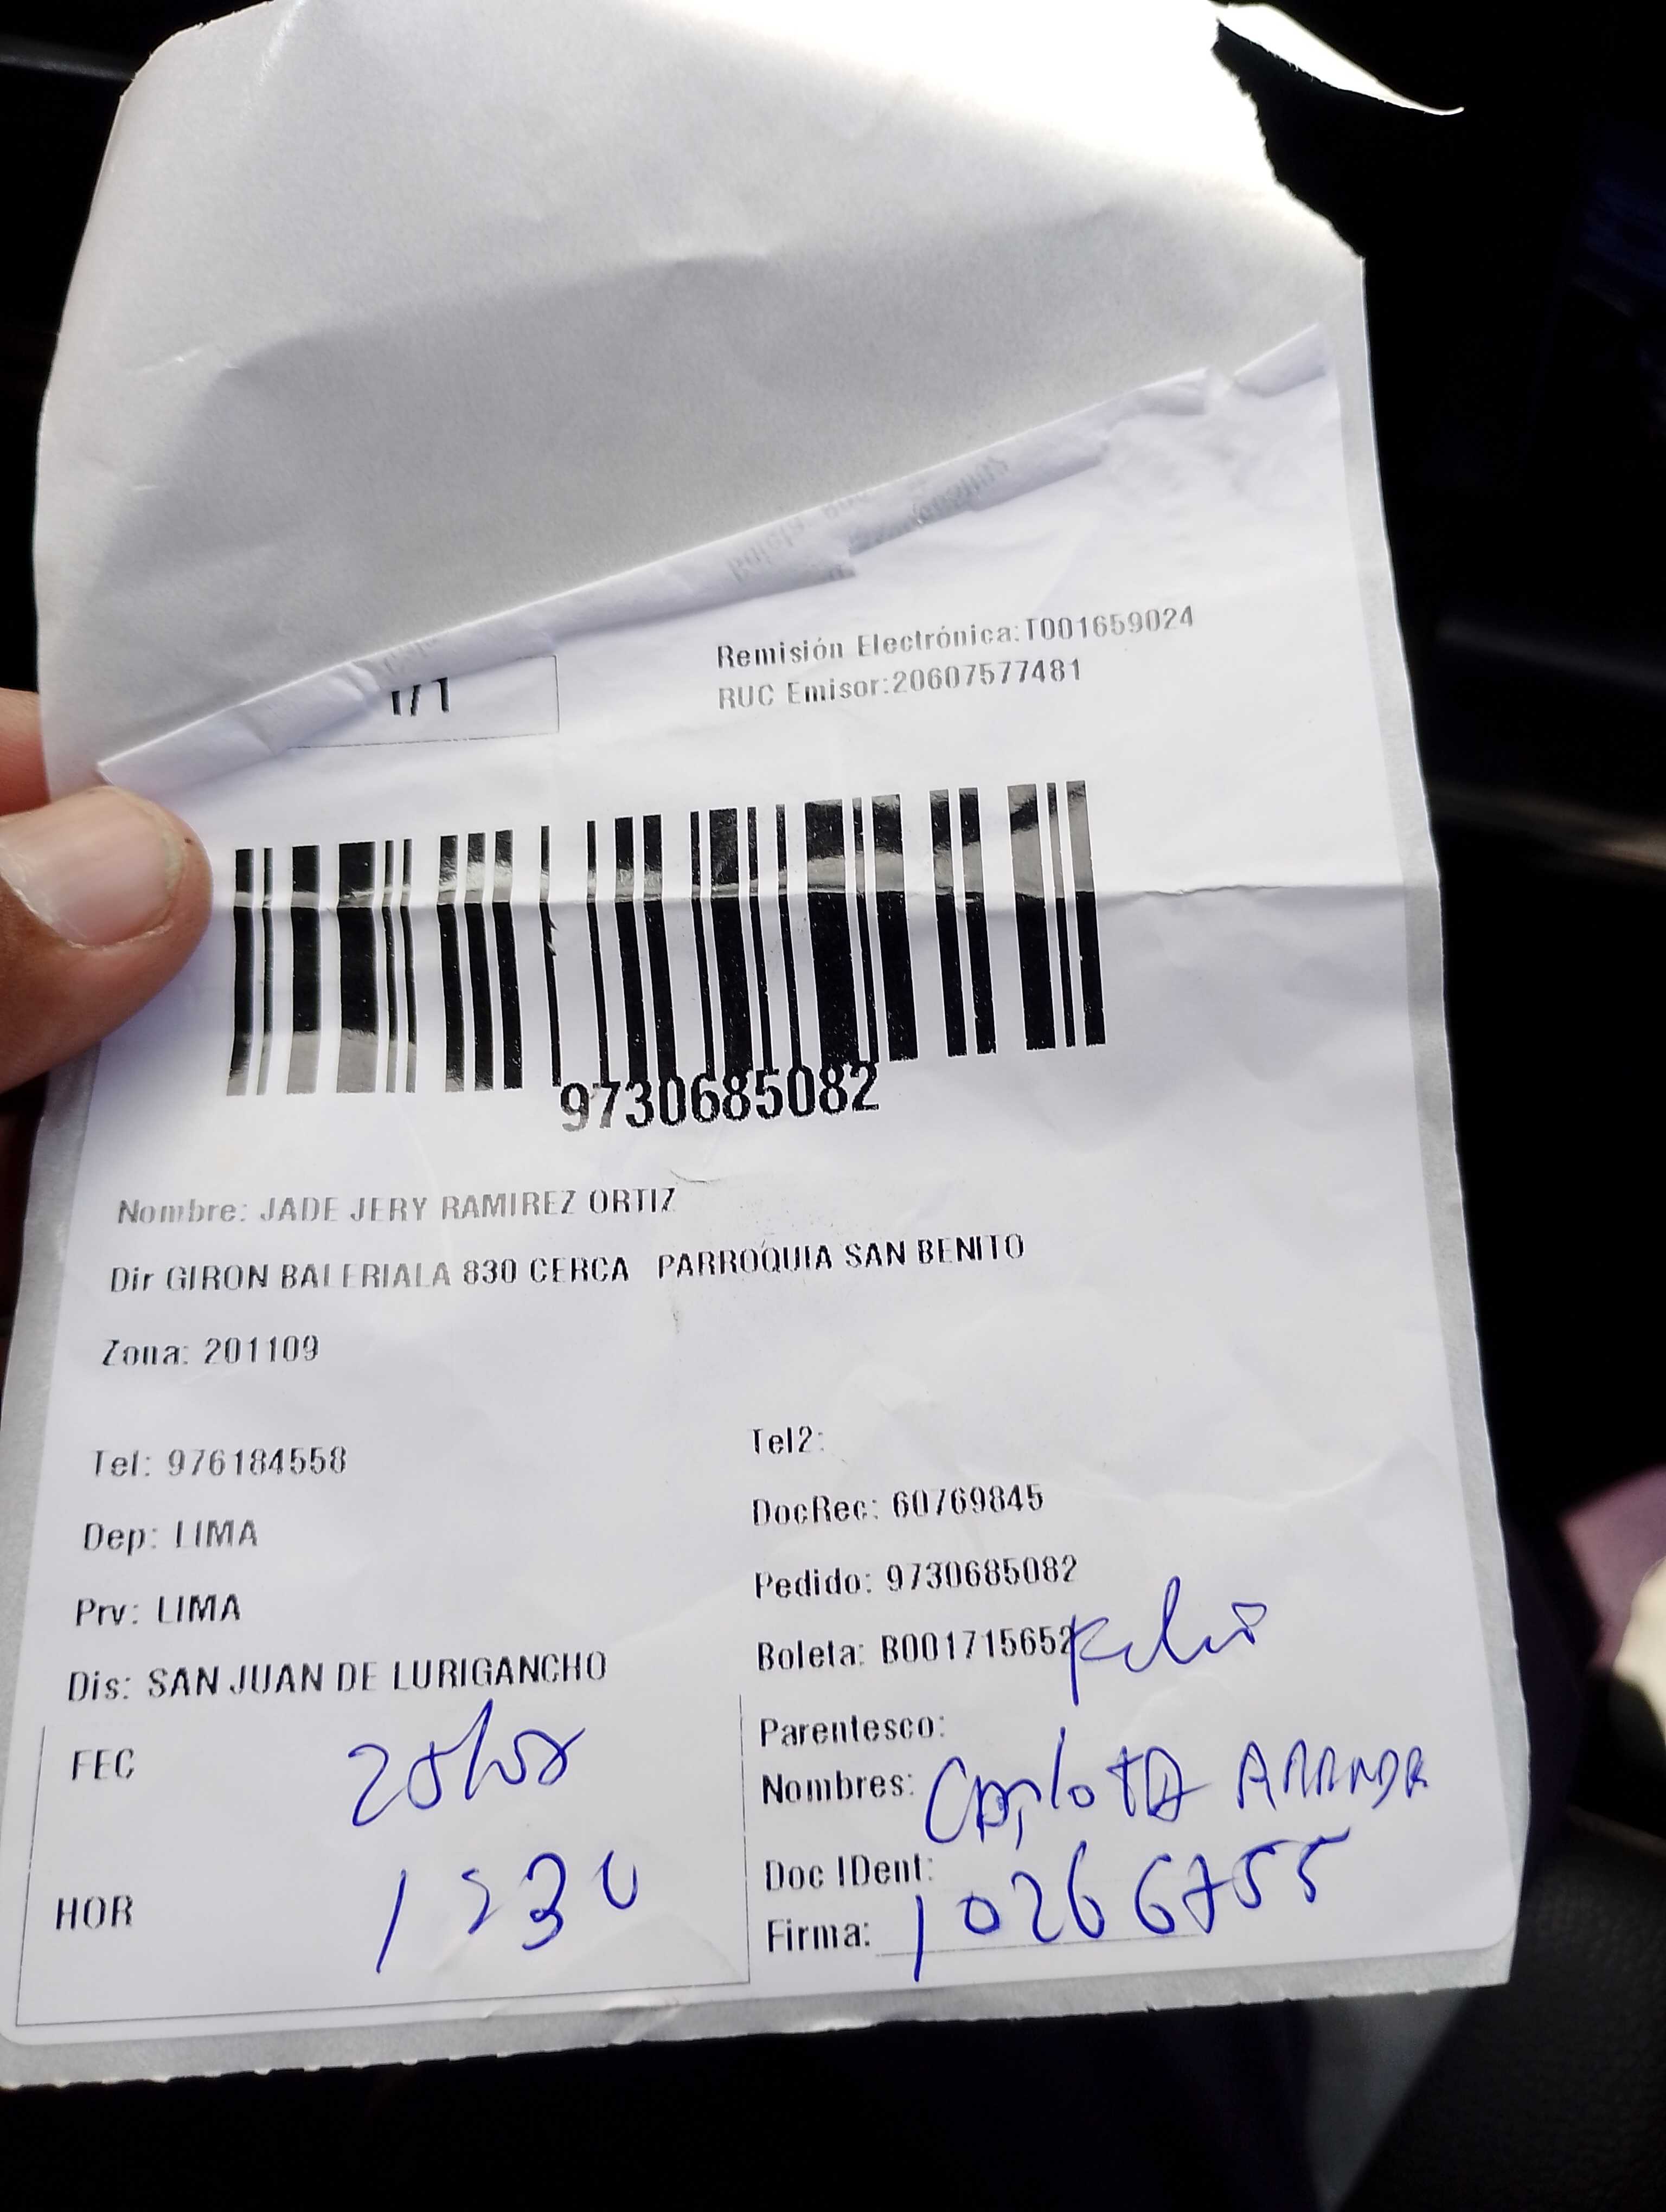 Remisión Electrónica:T001659024
1/1
RUC Emisor:20607577481
9730685082
Nombre: JADE JERY RAMIREZ ORTIZ
Dir GIRON BALERIALA 830 CERCA PARROQUIA SAN BENITO
Zona: 201109
Tel: 976184558
Tel2:
DocRec: 60769845
Dep: LIMA
Pedido: 9730685082
Prv: LIMA
Boleta: B001715652
Dis: SAN JUAN DE LURIGANCHO
Parentesco:
FEC
Nombres: CARLOTA
Doc IDent:
HOR
Firma: 10266755